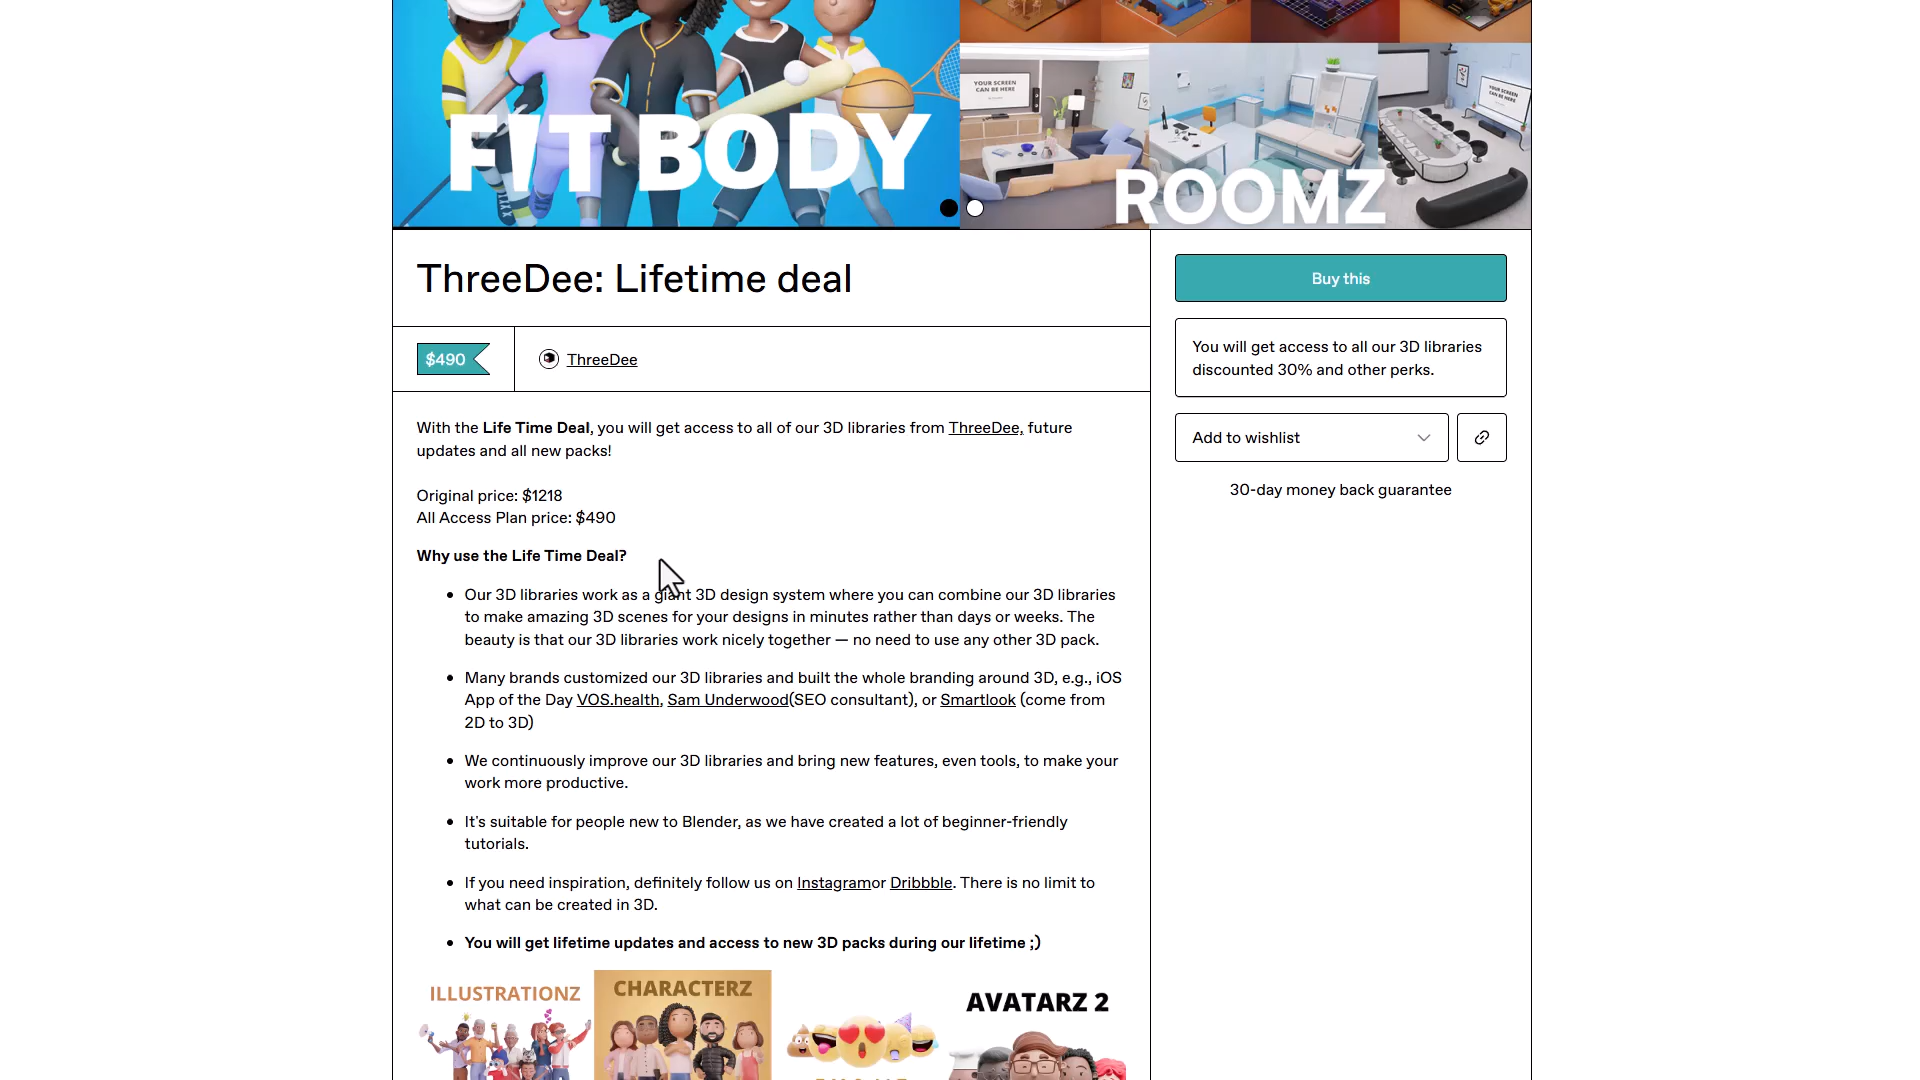 FIT BODY
YOUR SCREEN
CAN BE HERE
YOUR SCREEN
CAN BE HERE
ROOMZ
ThreeDee: Lifetime deal
$490
ThreeDee
With the Life Time Deal, you will get access to all of our 3D libraries from ThreeDee, future
updates and all new packs!
Original price: $1218
All Access Plan price: $490
Why use the Life Time Deal?
• Our 3D libraries work as a giant 3D design system where you can combine our 3D libraries
to make amazing 3D scenes for your designs in minutes rather than days or weeks. The
beauty is that our 3D libraries work nicely together — no need to use any other 3D pack.
• Many brands customized our 3D libraries and built the whole branding around 3D, e.g., iOS
App of the Day VOS.health, Sam Underwood(SEO consultant), or Smartlook (come from
2D to 3D)
• We continuously improve our 3D libraries and bring new features, even tools, to make your
work more productive.
• It's suitable for people new to Blender, as we have created a lot of beginner-friendly
tutorials.
• If you need inspiration, definitely follow us on Instagramor Dribbble. There is no limit to
what can be created in 3D.
• You will get lifetime updates and access to new 3D packs during our lifetime ;)
ILLUSTRATIONZ
CHARACTERZ
AVATARZ 2
Buy this
You will get access to all our 3D libraries
discounted 30% and other perks.
Add to wishlist
30-day money back guarantee